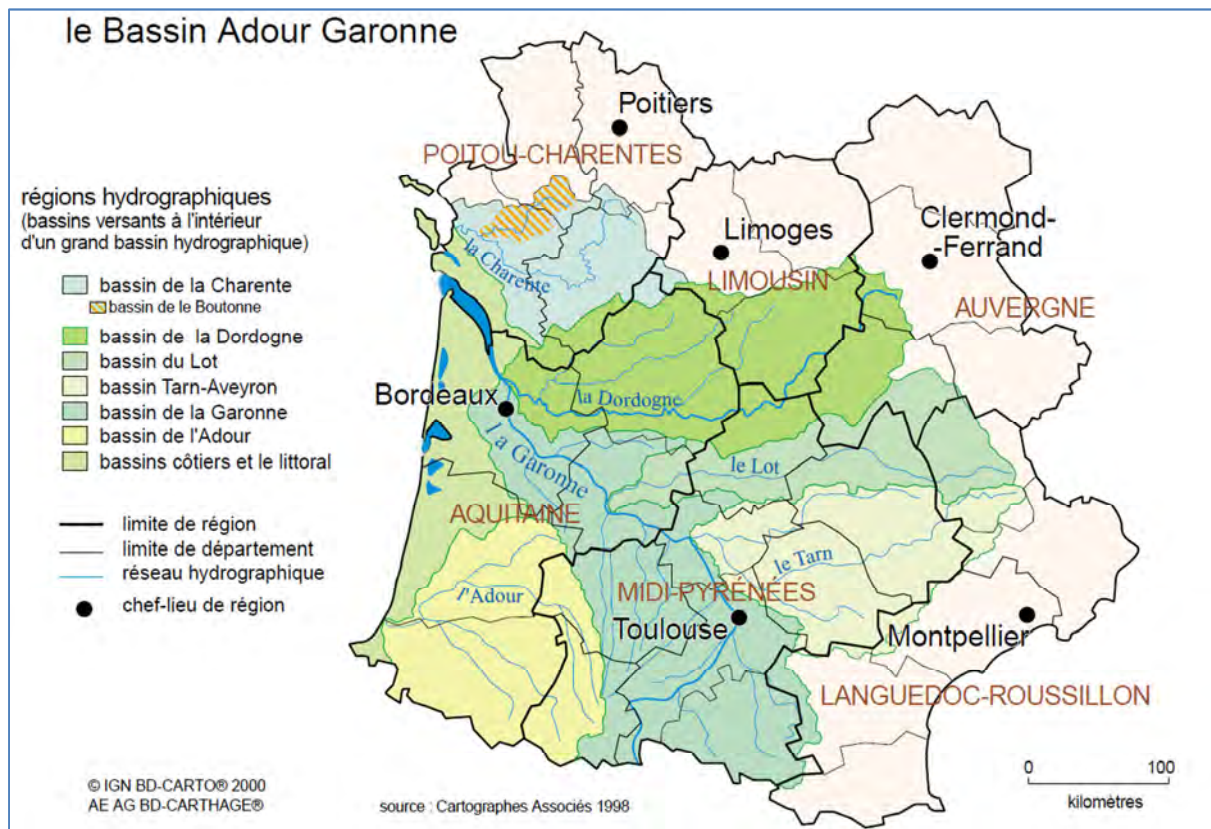 le Bassin Adour Garonne
régions hydrographiques
(bassins versants à l'intérieur
d'un grand bassin hydrographique)
bassin de la Charente
bassin de le Boutonne
bassin de la Dordogne
bassin du Lot
bassin Tarn-Aveyron
bassin de la Garonne
bassin de l'Adour
bassins côtiers et le littoral
limite de région
limite de département
réseau hydrographique
chef-lieu de région
Poitiers
POITOU-CHARENTES
la Charente
Limoges
LIMOUSIN
Clermond-
-Ferrand
AUVERGNE
Bordeaux
la Dordogne
la Garonne
le Lot
AQUITAINE
le Tarn
l'Adour
MIDI-PYRÉNÉES
Toulouse
Montpellier
LANGUEDOC-ROUSSILLON
0 100
kilomètres
© IGN BD-CARTO® 2000
AE AG BD-CARTHAGE®
source : Cartographes Associés 1998